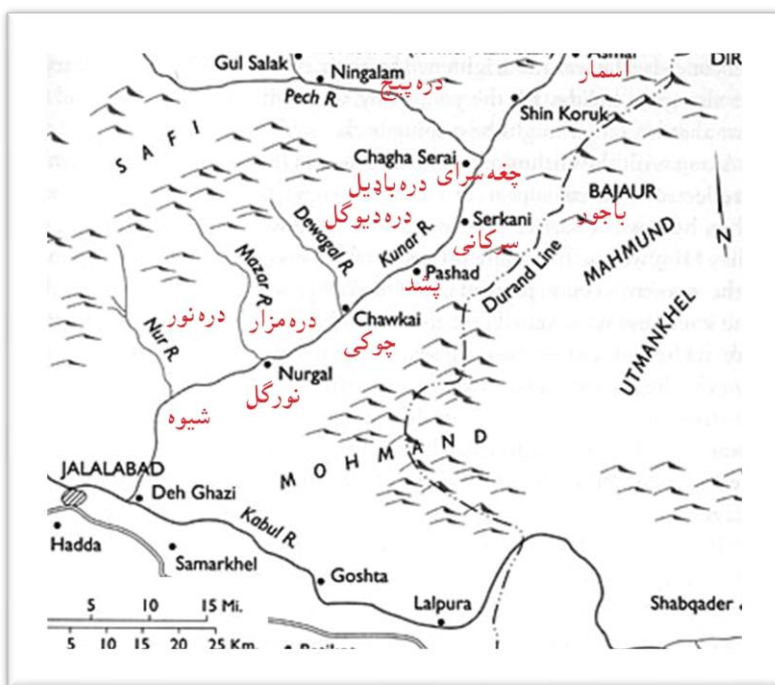 Gul Salak
Ningalam
Asmar
اسمار
DIR
دره پیچ
Pech R.
Shin Koruk
SAFI
Chagha Serai
چغه سرای
دره بادیل
BAJAUR
باجور
دره دیوگل
Dewagal R.
Serkani
سرکانی
Kunar R.
MAHMUND
N
Pashad
پشد
Durand Line
Mazar R.
دره نور
دره مزار
Chawkai
چوکی
UTMANKHEL
Nur R.
Nurgal
نورگل
شیوه
MOHMAND
JALALABAD
Deh Ghazi
Kabul R.
Hadda
Samarkhel
Goshta
Lalpura
Shabqader
5 10 15 Mi.
5 10 15 20 25 Km.